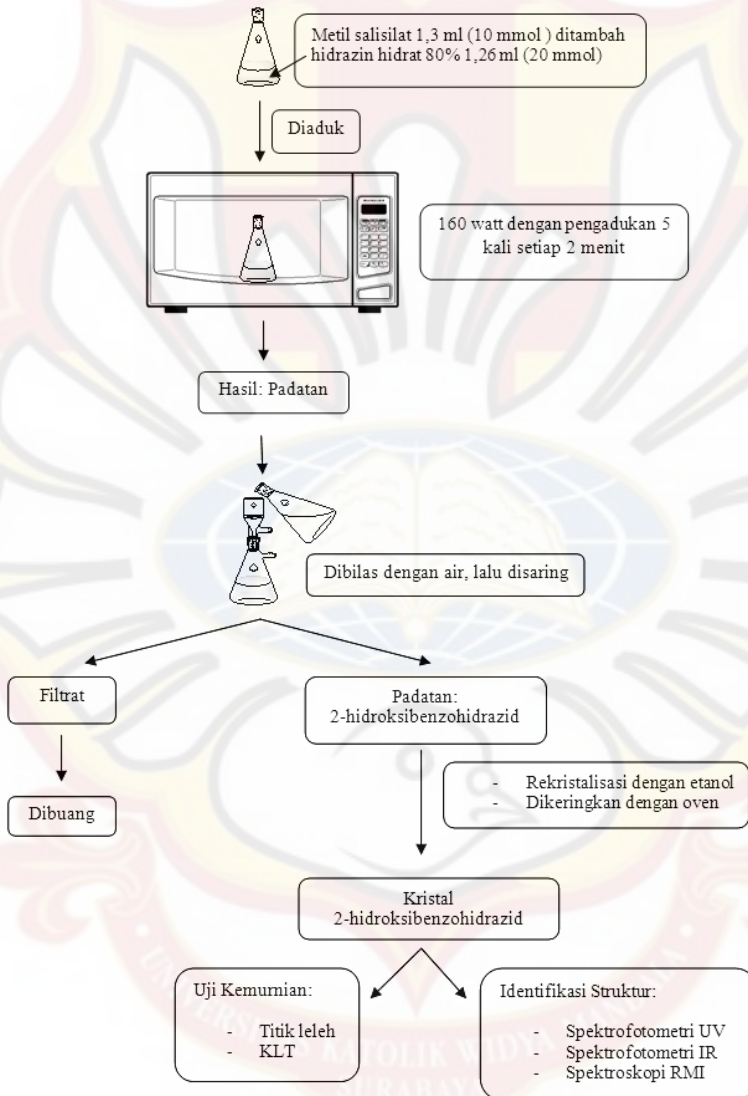 Metil salisilat 1,3 ml (10 mmol ) ditambah
hidrazin hidrat 80% 1,26 ml (20 mmol)
Diaduk
160 watt dengan pengadukan 5
kali setiap 2 menit
Hasil: Padatan
Dibilas dengan air, lalu disaring
Filtrat
Padatan:
2-hidroksibenzohidrazid
- Rekristalisasi dengan etanol
- Dikeringkan dengan oven
Dibuang
Kristal
2-hidroksibenzohidrazid
Uji Kemurnian:
- Titik leleh
- KLT
Identifikasi Struktur:
- Spektrofotometri UV
- Spektrofotometri IR
- Spektroskopi RMI
KATOLIK WIDYA
SURABAYA